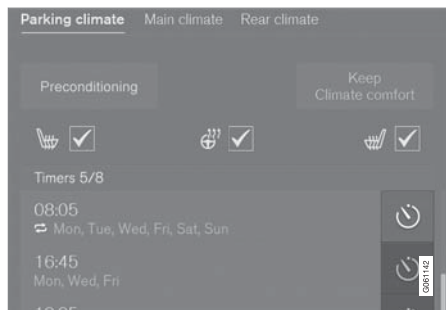 Parking climate Main climate Rear climate
Preconditioning
Keep
Climate comfort
Timers 5/8
08:05
Mon, Tue, Wed, Fri, Sat, Sun
16:45
Mon, Wed, Fri
G061142